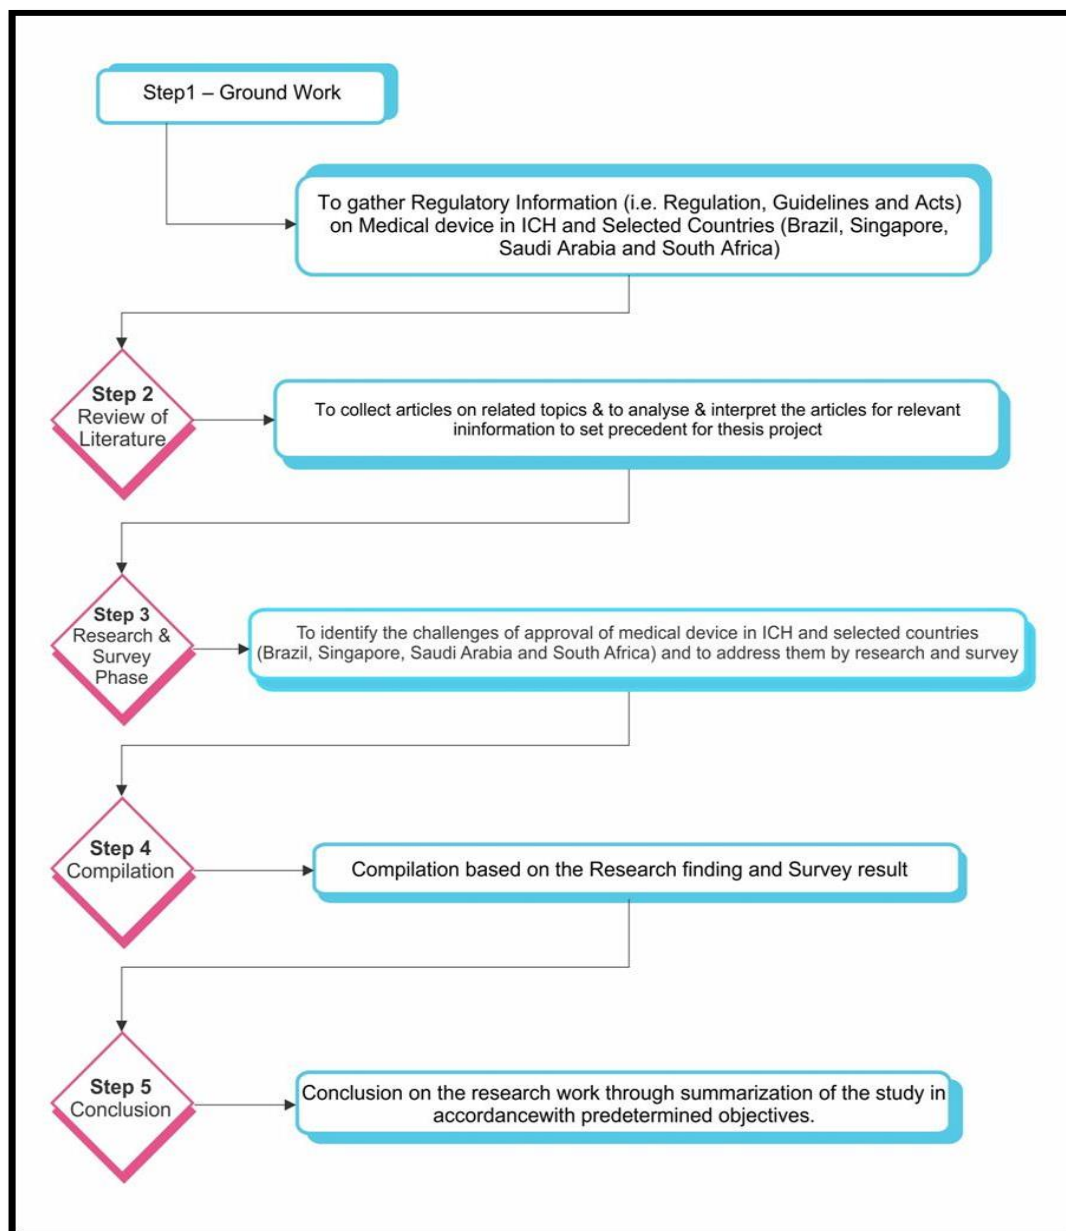 Step1 – Ground Work
To gather Regulatory Information (i.e. Regulation, Guidelines and Acts)
on Medical device in ICH and Selected Countries (Brazil, Singapore,
Saudi Arabia and South Africa)
Step 2
Review of
Literature
To collect articles on related topics & to analyse & interpret the articles for relevant
ininformation to set precedent for thesis project
Step 3
Research &
Survey
Phase
To identify the challenges of approval of medical device in ICH and selected countries
(Brazil, Singapore, Saudi Arabia and South Africa) and to address them by research and survey
Step 4
Compilation
Compilation based on the Research finding and Survey result
Step 5
Conclusion
Conclusion on the research work through summarization of the study in
accordancewith predetermined objectives.